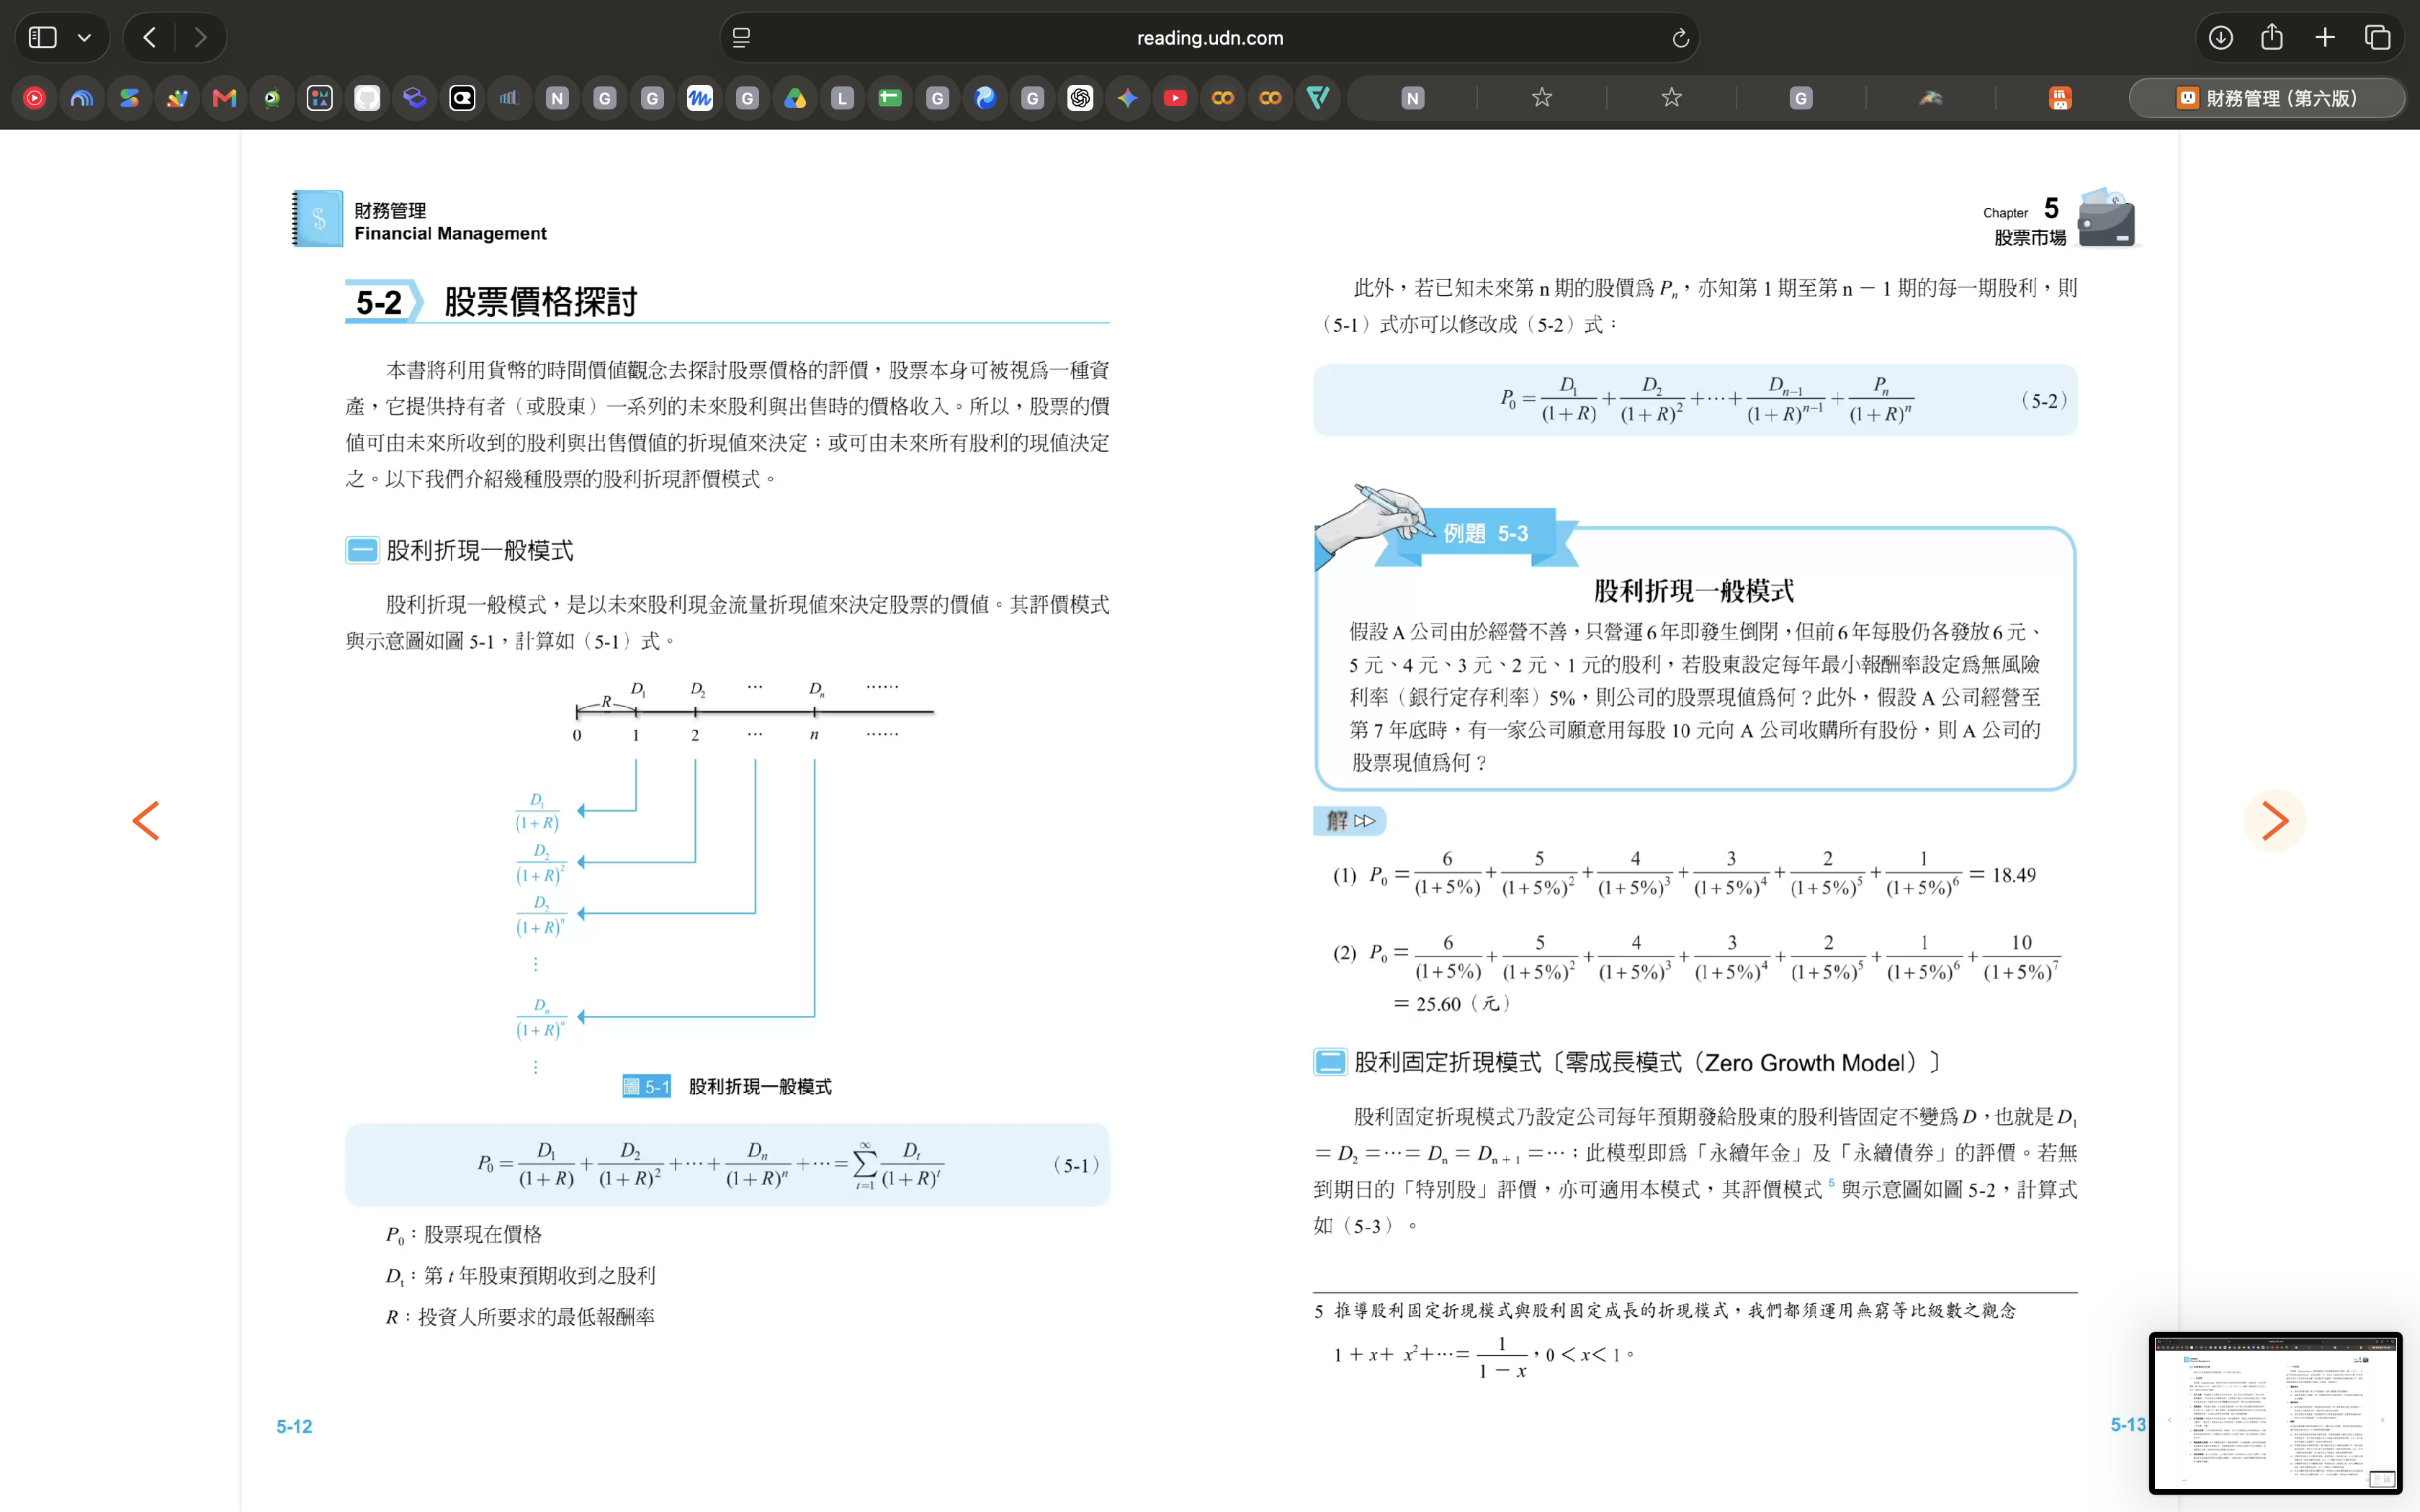 reading.udn.com
財務管理 (第六版)
財務管理
Financial Management
5-2 股票價格探討
本書將利用貨幣的時間價值觀念去探討股票價格的評價，股票本身可被視為一種資
產，它提供持有者（或股東）一系列的未來股利與出售時的價格收入。所以，股票的價
值可由未來所收到的股利與出售價值的折現值來決定；或可由未來所有股利的現值決定
之。以下我們介紹幾種股票的股利折現評價模式。
一 股利折現一般模式
股利折現一般模式，是以未來股利現金流量折現值來決定股票的價值。其評價模式
與示意圖如圖 5-1，計算如（5-1）式。
R D₁ D₂ ⋯ Dₙ ⋯⋯
0 1 2 ⋯ n ⋯⋯
D₁/(1+R)
D₂/(1+R)²
D₂/(1+R)ⁿ
⋮
Dₙ/(1+R)ⁿ
⋮
圖 5-1 股利折現一般模式
P₀ = D₁/(1+R) + D₂/(1+R)² +⋯+ Dₙ/(1+R)ⁿ +⋯= ∞∑t=1 Dₜ/(1+R)ᵗ （5-1）
P₀：股票現在價格
Dₜ：第 t 年股東預期收到之股利
R：投資人所要求的最低報酬率
5-12
Chapter 5
股票市場
此外，若已知未來第 n 期的股價為 Pₙ，亦知第 1 期至第 n － 1 期的每一期股利，則
（5-1）式亦可以修改成（5-2）式：
P₀ = D₁/(1+R) + D₂/(1+R)² +⋯+ Dₙ₋₁/(1+R)ⁿ⁻¹ + Pₙ/(1+R)ⁿ （5-2）
例題 5-3
股利折現一般模式
假設 A 公司由於經營不善，只營運 6 年即發生倒閉，但前 6 年每股仍各發放 6 元、
5 元、4 元、3 元、2 元、1 元的股利，若股東設定每年最小報酬率設定為無風險
利率（銀行定存利率）5%，則公司的股票現值為何？此外，假設 A 公司經營至
第 7 年底時，有一家公司願意用每股 10 元向 A 公司收購所有股份，則 A 公司的
股票現值為何？
解
(1) P₀ = 6/(1+5%) + 5/(1+5%)² + 4/(1+5%)³ + 3/(1+5%)⁴ + 2/(1+5%)⁵ + 1/(1+5%)⁶ = 18.49
(2) P₀ = 6/(1+5%) + 5/(1+5%)² + 4/(1+5%)³ + 3/(1+5%)⁴ + 2/(1+5%)⁵ + 1/(1+5%)⁶ + 10/(1+5%)⁷
= 25.60（元）
二 股利固定折現模式〔零成長模式（Zero Growth Model）〕
股利固定折現模式乃設定公司每年預期發給股東的股利皆固定不變為 D，也就是 D₁
= D₂ =⋯= Dₙ = Dₙ₊₁ =⋯；此模型即為「永續年金」及「永續債券」的評價。若無
到期日的「特別股」評價，亦可適用本模式，其評價模式⁵與示意圖如圖 5-2，計算式
如（5-3）。
5 推導股利固定折現模式與股利固定成長的折現模式，我們都須運用無窮等比級數之觀念
1 + x + x² +⋯= 1/(1 − x)，0 < x < 1。
5-13